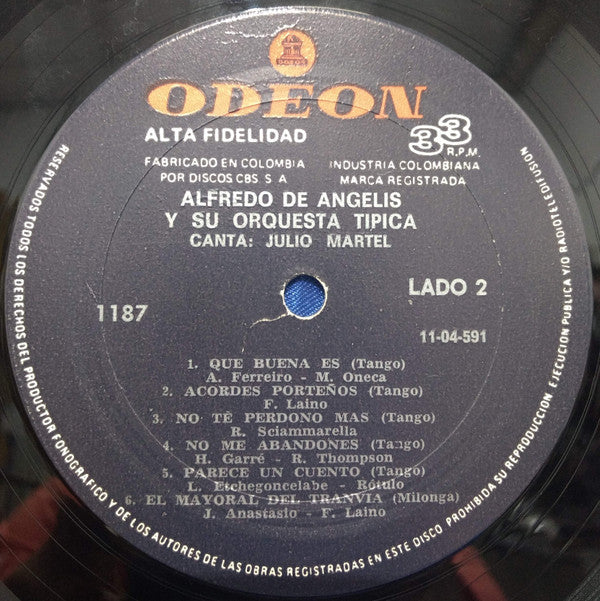 ODEON
ODEON
ALTA FIDELIDAD
33 R.P.M.
FABRICADO EN COLOMBIA
POR DISCOS CBS. S A
INDUSTRIA COLOMBIANA
MARCA REGISTRADA
ALFREDO DE ANGELIS
Y SU ORQUESTA TIPICA
CANTA: JULIO MARTEL
1187
LADO 2
11-04-591
1. QUE BUENA ES (Tango)
A. Ferreiro - M. Oneca
2. ACORDES PORTEÑOS (Tango)
F. Laino
3. NO TE PERDONO MAS (Tango)
R. Sciammarella
4. NO ME ABANDONES (Tango)
H. Garré - R. Thompson
5. PARECE UN CUENTO (Tango)
L. Etchegoncelabe - Rótulo
6. EL MAYORAL DEL TRANVIA (Milonga)
J. Anastasio - F. Laino
RESERVADOS TODOS LOS DERECHOS DEL PRODUCTOR FONOGRAFICO Y DE LOS AUTORES DE LAS OBRAS REGISTRADAS EN ESTE DISCO PROHIBIDA SU REPRODUCCION EJECUCION PUBLICA Y/O RADIOTELEDIFUSION